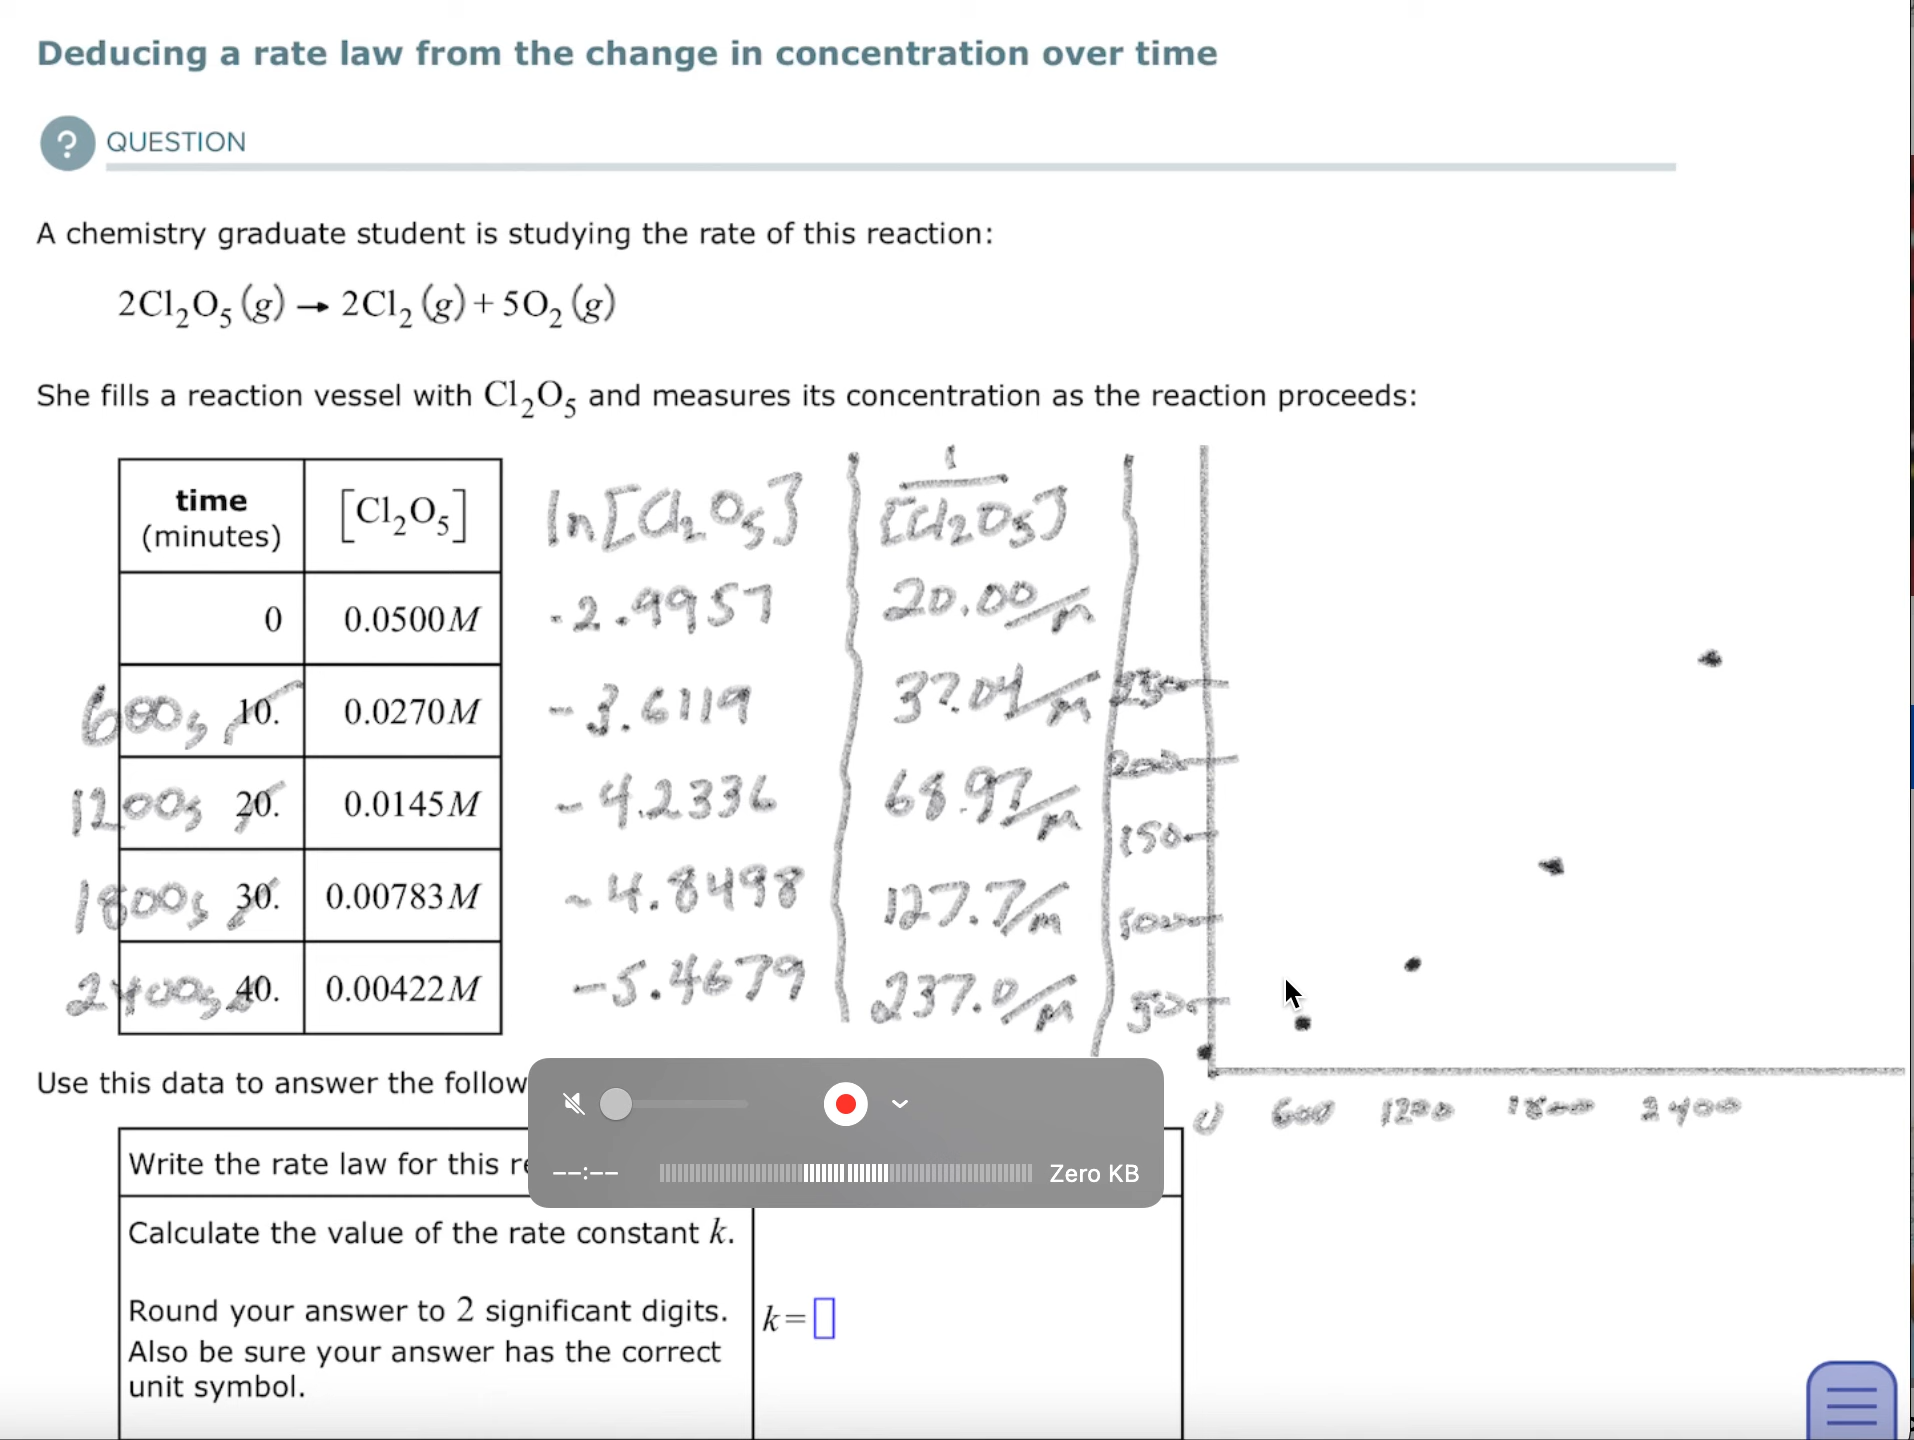 Deducing a rate law from the change in concentration over time
?
QUESTION
A chemistry graduate student is studying the rate of this reaction:
2Cl₂O₅(g) → 2Cl₂(g) + 5O₂(g)
She fills a reaction vessel with Cl₂O₅ and measures its concentration as the reaction proceeds:
time (minutes) [Cl₂O₅] ln[Cl₂O₅] 1/[Cl₂O₅]
0 0.0500M -2.9957 20.00/M
600s 10. 0.0270M -3.6119 37.04/M 250
1200s 20. 0.0145M -4.2336 68.97/M 200
150
1800s 30. 0.00783M -4.8498 127.7/M 100
2400s 40. 0.00422M -5.4679 237.0/M 50
0 600 1200 1800 2400
Use this data to answer the follow
Write the rate law for this re
--:-- Zero KB
Calculate the value of the rate constant k.
Round your answer to 2 significant digits.
Also be sure your answer has the correct
unit symbol.
k =